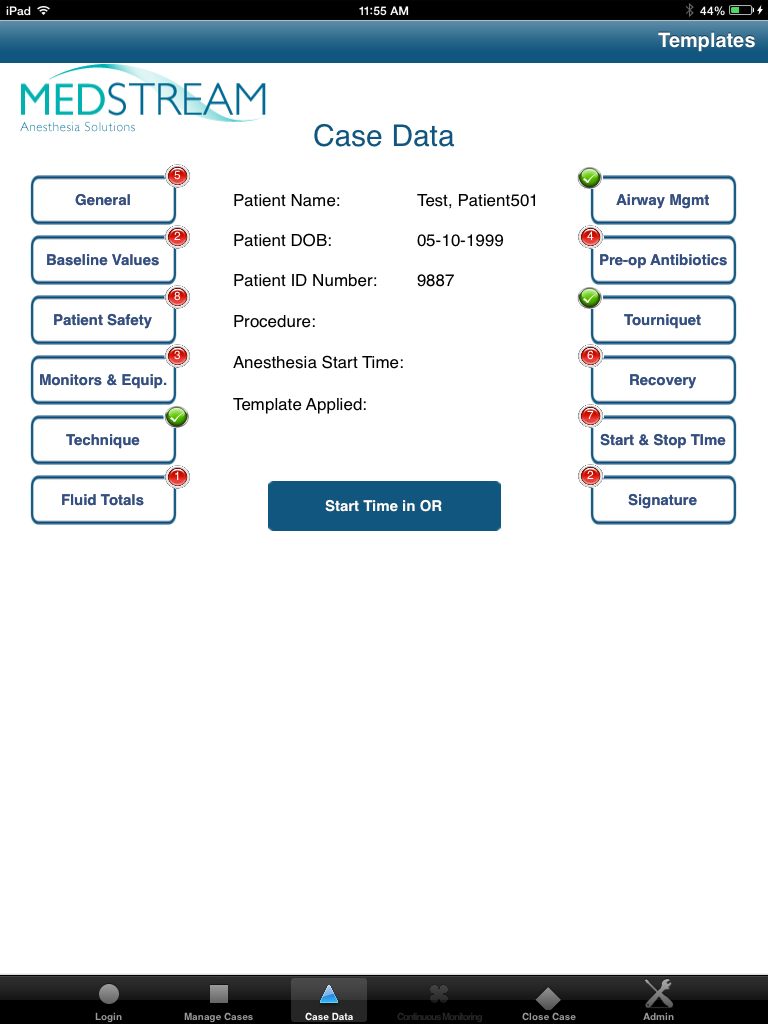 iPad 11:55 AM 44%
Templates
MEDSTREAM
Anesthesia Solutions
Case Data
General 5
Baseline Values 2
Patient Safety 8
Monitors & Equip. 3
Technique
Fluid Totals 1
Patient Name: Test, Patient501
Patient DOB: 05-10-1999
Patient ID Number: 9887
Procedure:
Anesthesia Start Time:
Template Applied:
Start Time in OR
Airway Mgmt
4 Pre-op Antibiotics
Tourniquet
6 Recovery
7 Start & Stop TIme
2 Signature
Login Manage Cases Case Data Continuous Monitoring Close Case Admin